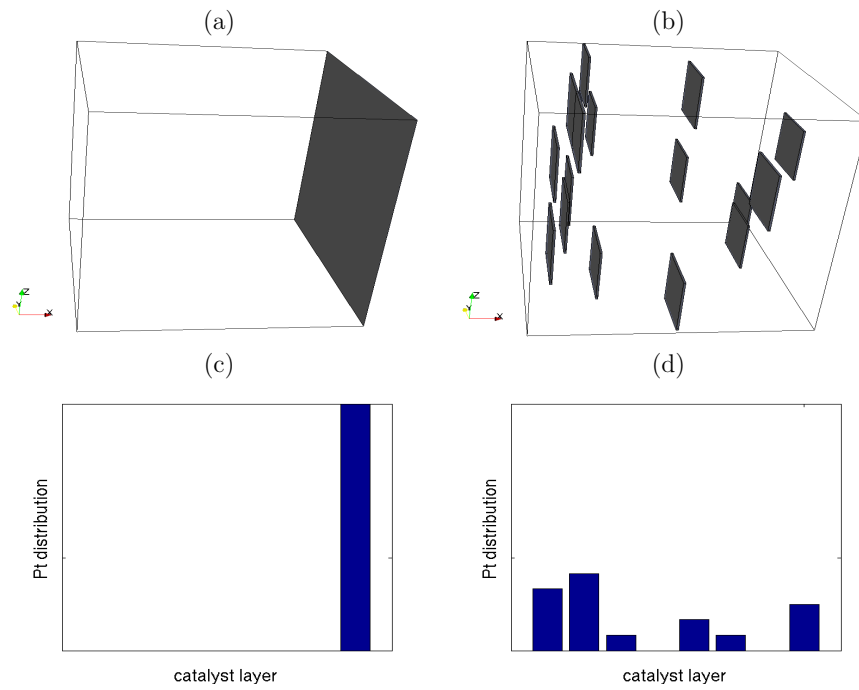 (a)
(b)
Z
Y
X
Z
Y
X
(c)
(d)
Pt distribution
Pt distribution
catalyst layer
catalyst layer